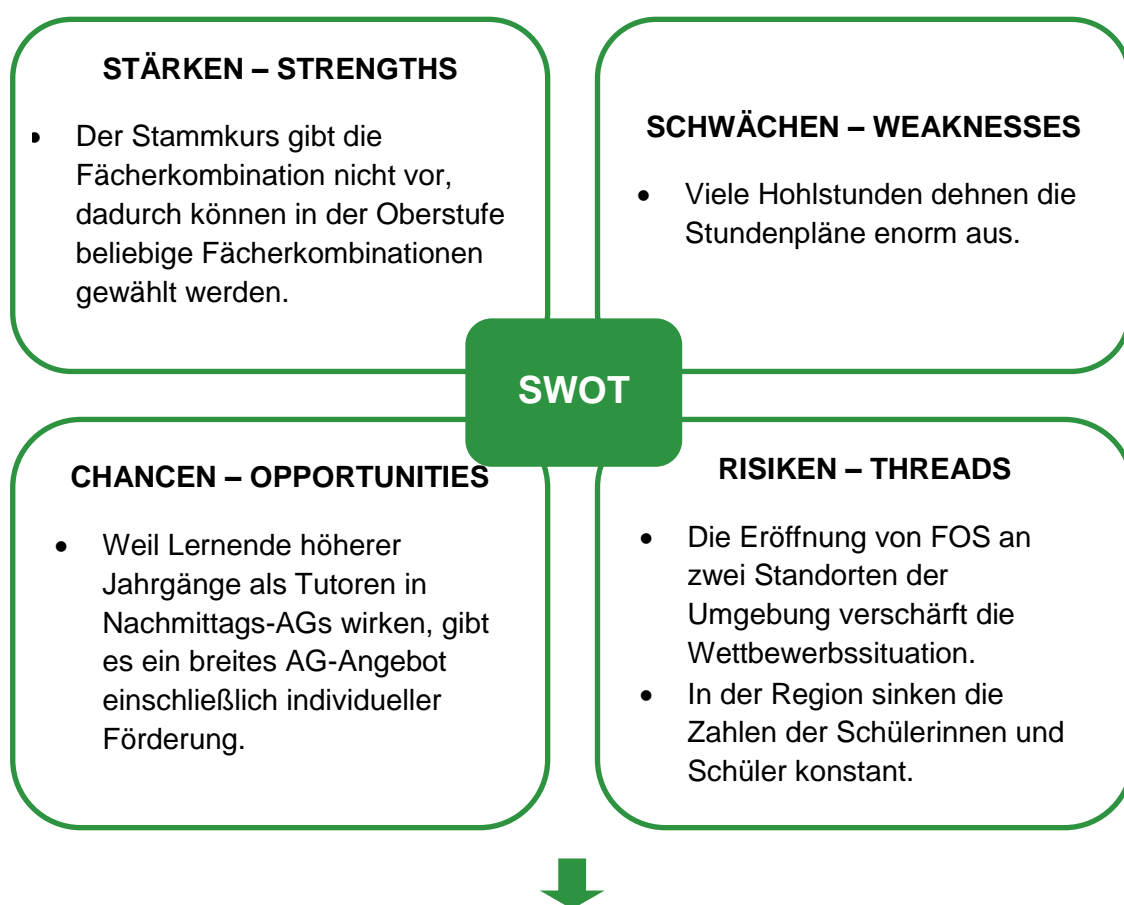 STÄRKEN – STRENGTHS
• Der Stammkurs gibt die
Fächerkombination nicht vor,
dadurch können in der Oberstufe
beliebige Fächerkombinationen
gewählt werden.
SCHWÄCHEN – WEAKNESSES
• Viele Hohlstunden dehnen die
Stundenpläne enorm aus.
SWOT
CHANCEN – OPPORTUNITIES
• Weil Lernende höherer
Jahrgänge als Tutoren in
Nachmittags-AGs wirken, gibt
es ein breites AG-Angebot
einschließlich individueller
Förderung.
RISIKEN – THREADS
• Die Eröffnung von FOS an
zwei Standorten der
Umgebung verschärft die
Wettbewerbssituation.
• In der Region sinken die
Zahlen der Schülerinnen und
Schüler konstant.